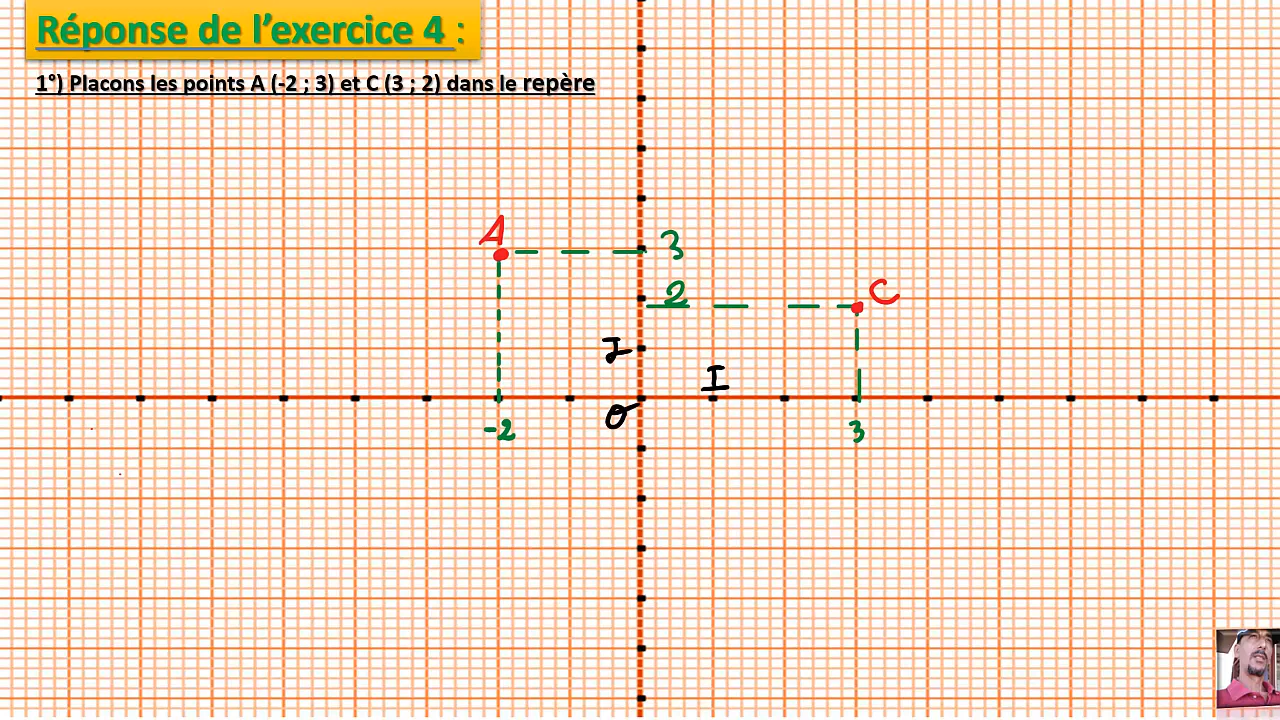 Réponse de l’exercice 4 :
1°) Placons les points A (-2 ; 3) et C (3 ; 2) dans le repère
A
3
2
C
J
I
O
-2
3